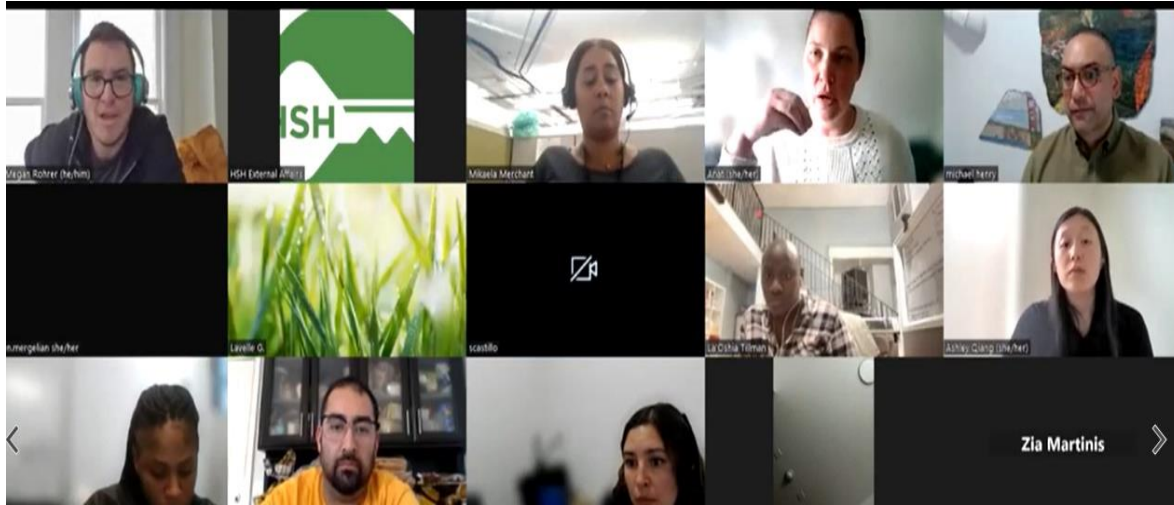 Megan Rohrer (he/him)
HSH
HSH External Affairs
Mikaela Merchant
Anat (she/her)
michael henry
n.mergelian she/her
Lavelle G.
scastillo
La'Oshia Tillman
Ashley Qiang (she/her)
Zia Martinis